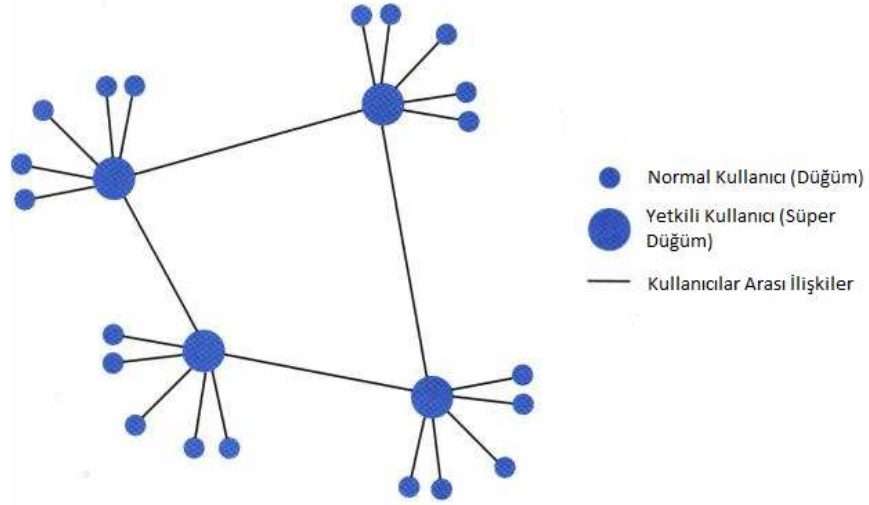 Normal Kullanıcı (Düğüm)
Yetkili Kullanıcı (Süper
Düğüm)
Kullanıcılar Arası İlişkiler